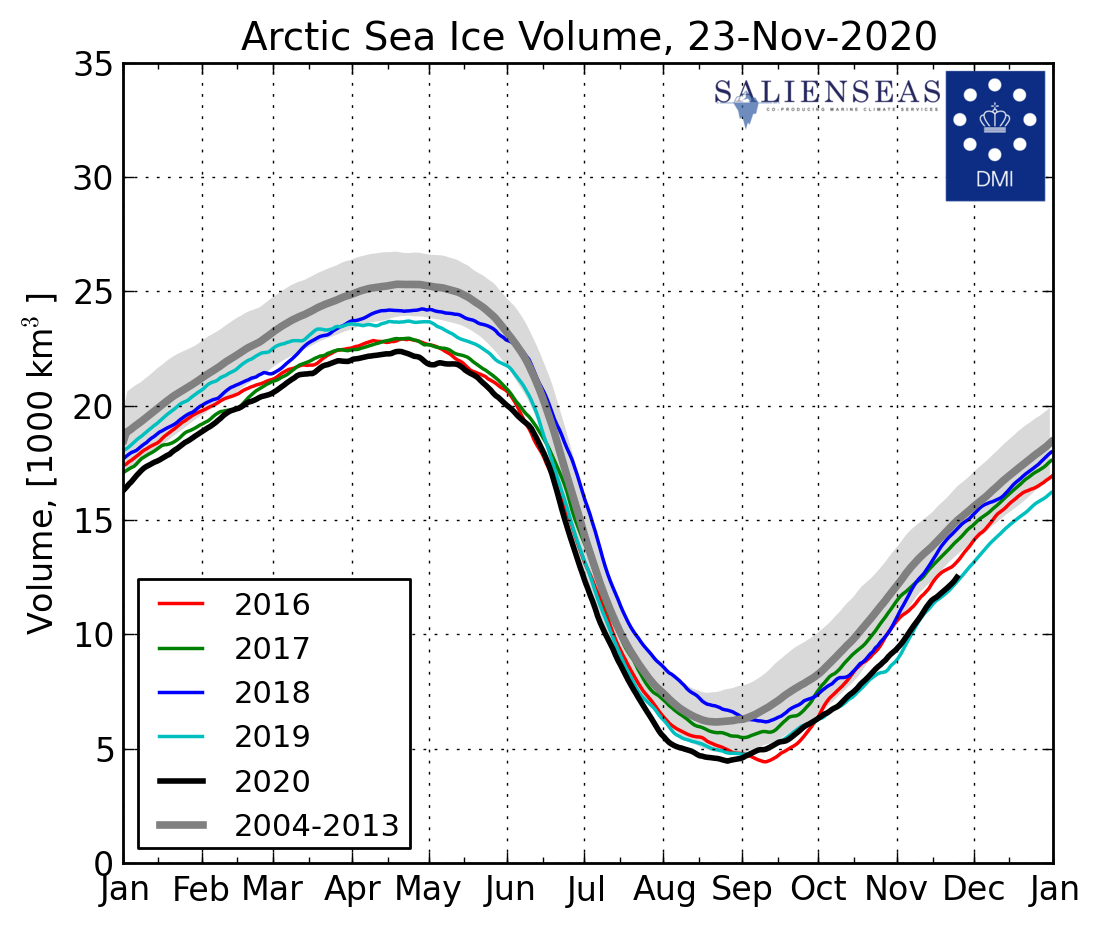 Arctic Sea Ice Volume, 23-Nov-2020
35
30
25
20
15
10
5
0
Volume, [1000 km³ ]
SALIENSEAS
CO-PRODUCING MARINE CLIMATE SERVICES
DMI
2016
2017
2018
2019
2020
2004-2013
Jan Feb Mar Apr May Jun Jul Aug Sep Oct Nov Dec Jan